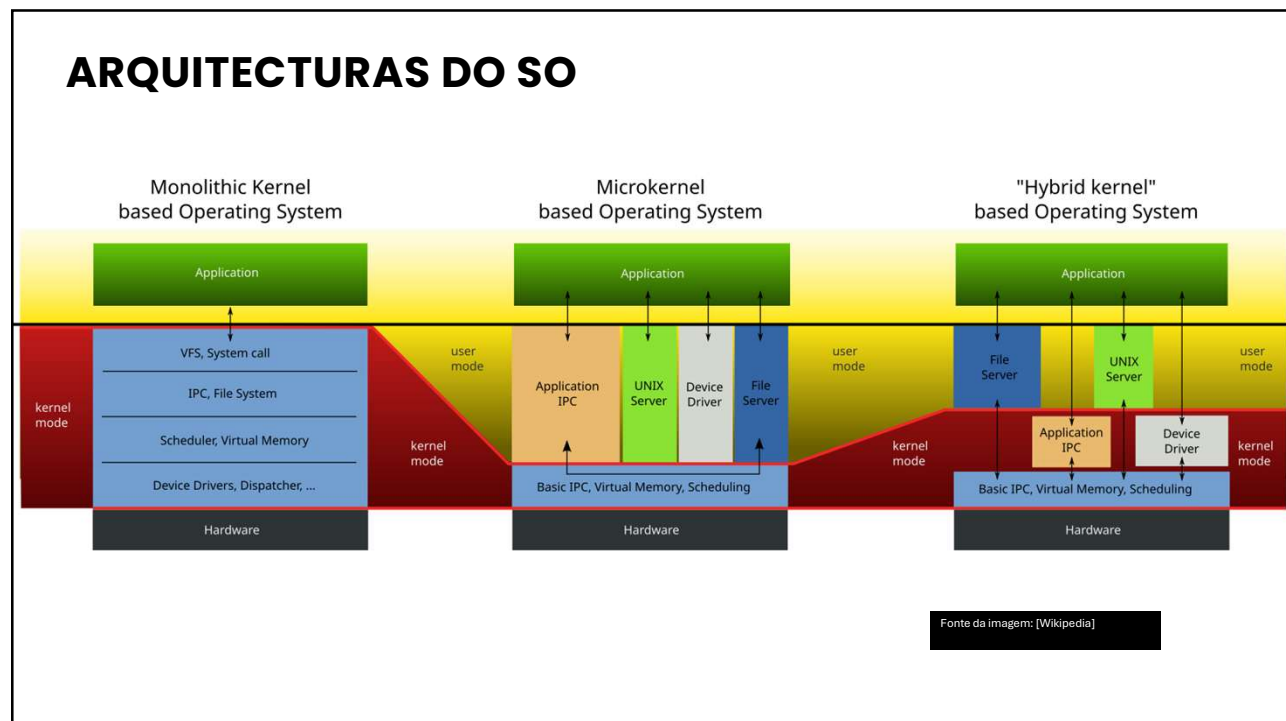 ARQUITECTURAS DO SO
Monolithic Kernel
based Operating System
Application
VFS, System call
IPC, File System
Scheduler, Virtual Memory
Device Drivers, Dispatcher, ...
Hardware
kernel
mode
user
mode
kernel
mode
Microkernel
based Operating System
Application
Application
IPC
UNIX
Server
Device
Driver
File
Server
Basic IPC, Virtual Memory, Scheduling
Hardware
user
mode
kernel
mode
"Hybrid kernel"
based Operating System
Application
File
Server
UNIX
Server
Application
IPC
Device
Driver
Basic IPC, Virtual Memory, Scheduling
Hardware
user
mode
kernel
mode
Fonte da imagem: [Wikipedia]